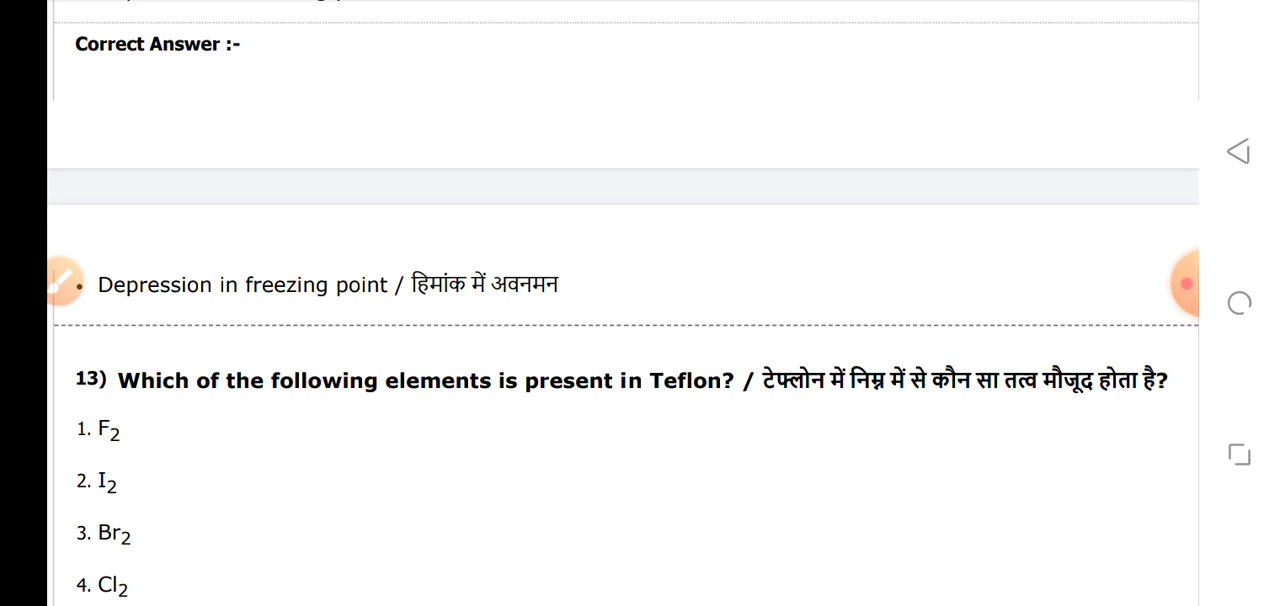 Correct Answer :-
• Depression in freezing point / हिमांक में अवनमन
13) Which of the following elements is present in Teflon? / टेफ्लोन में निम्न में से कौन सा तत्व मौजूद होता है?
1. F2
2. I2
3. Br2
4. Cl2